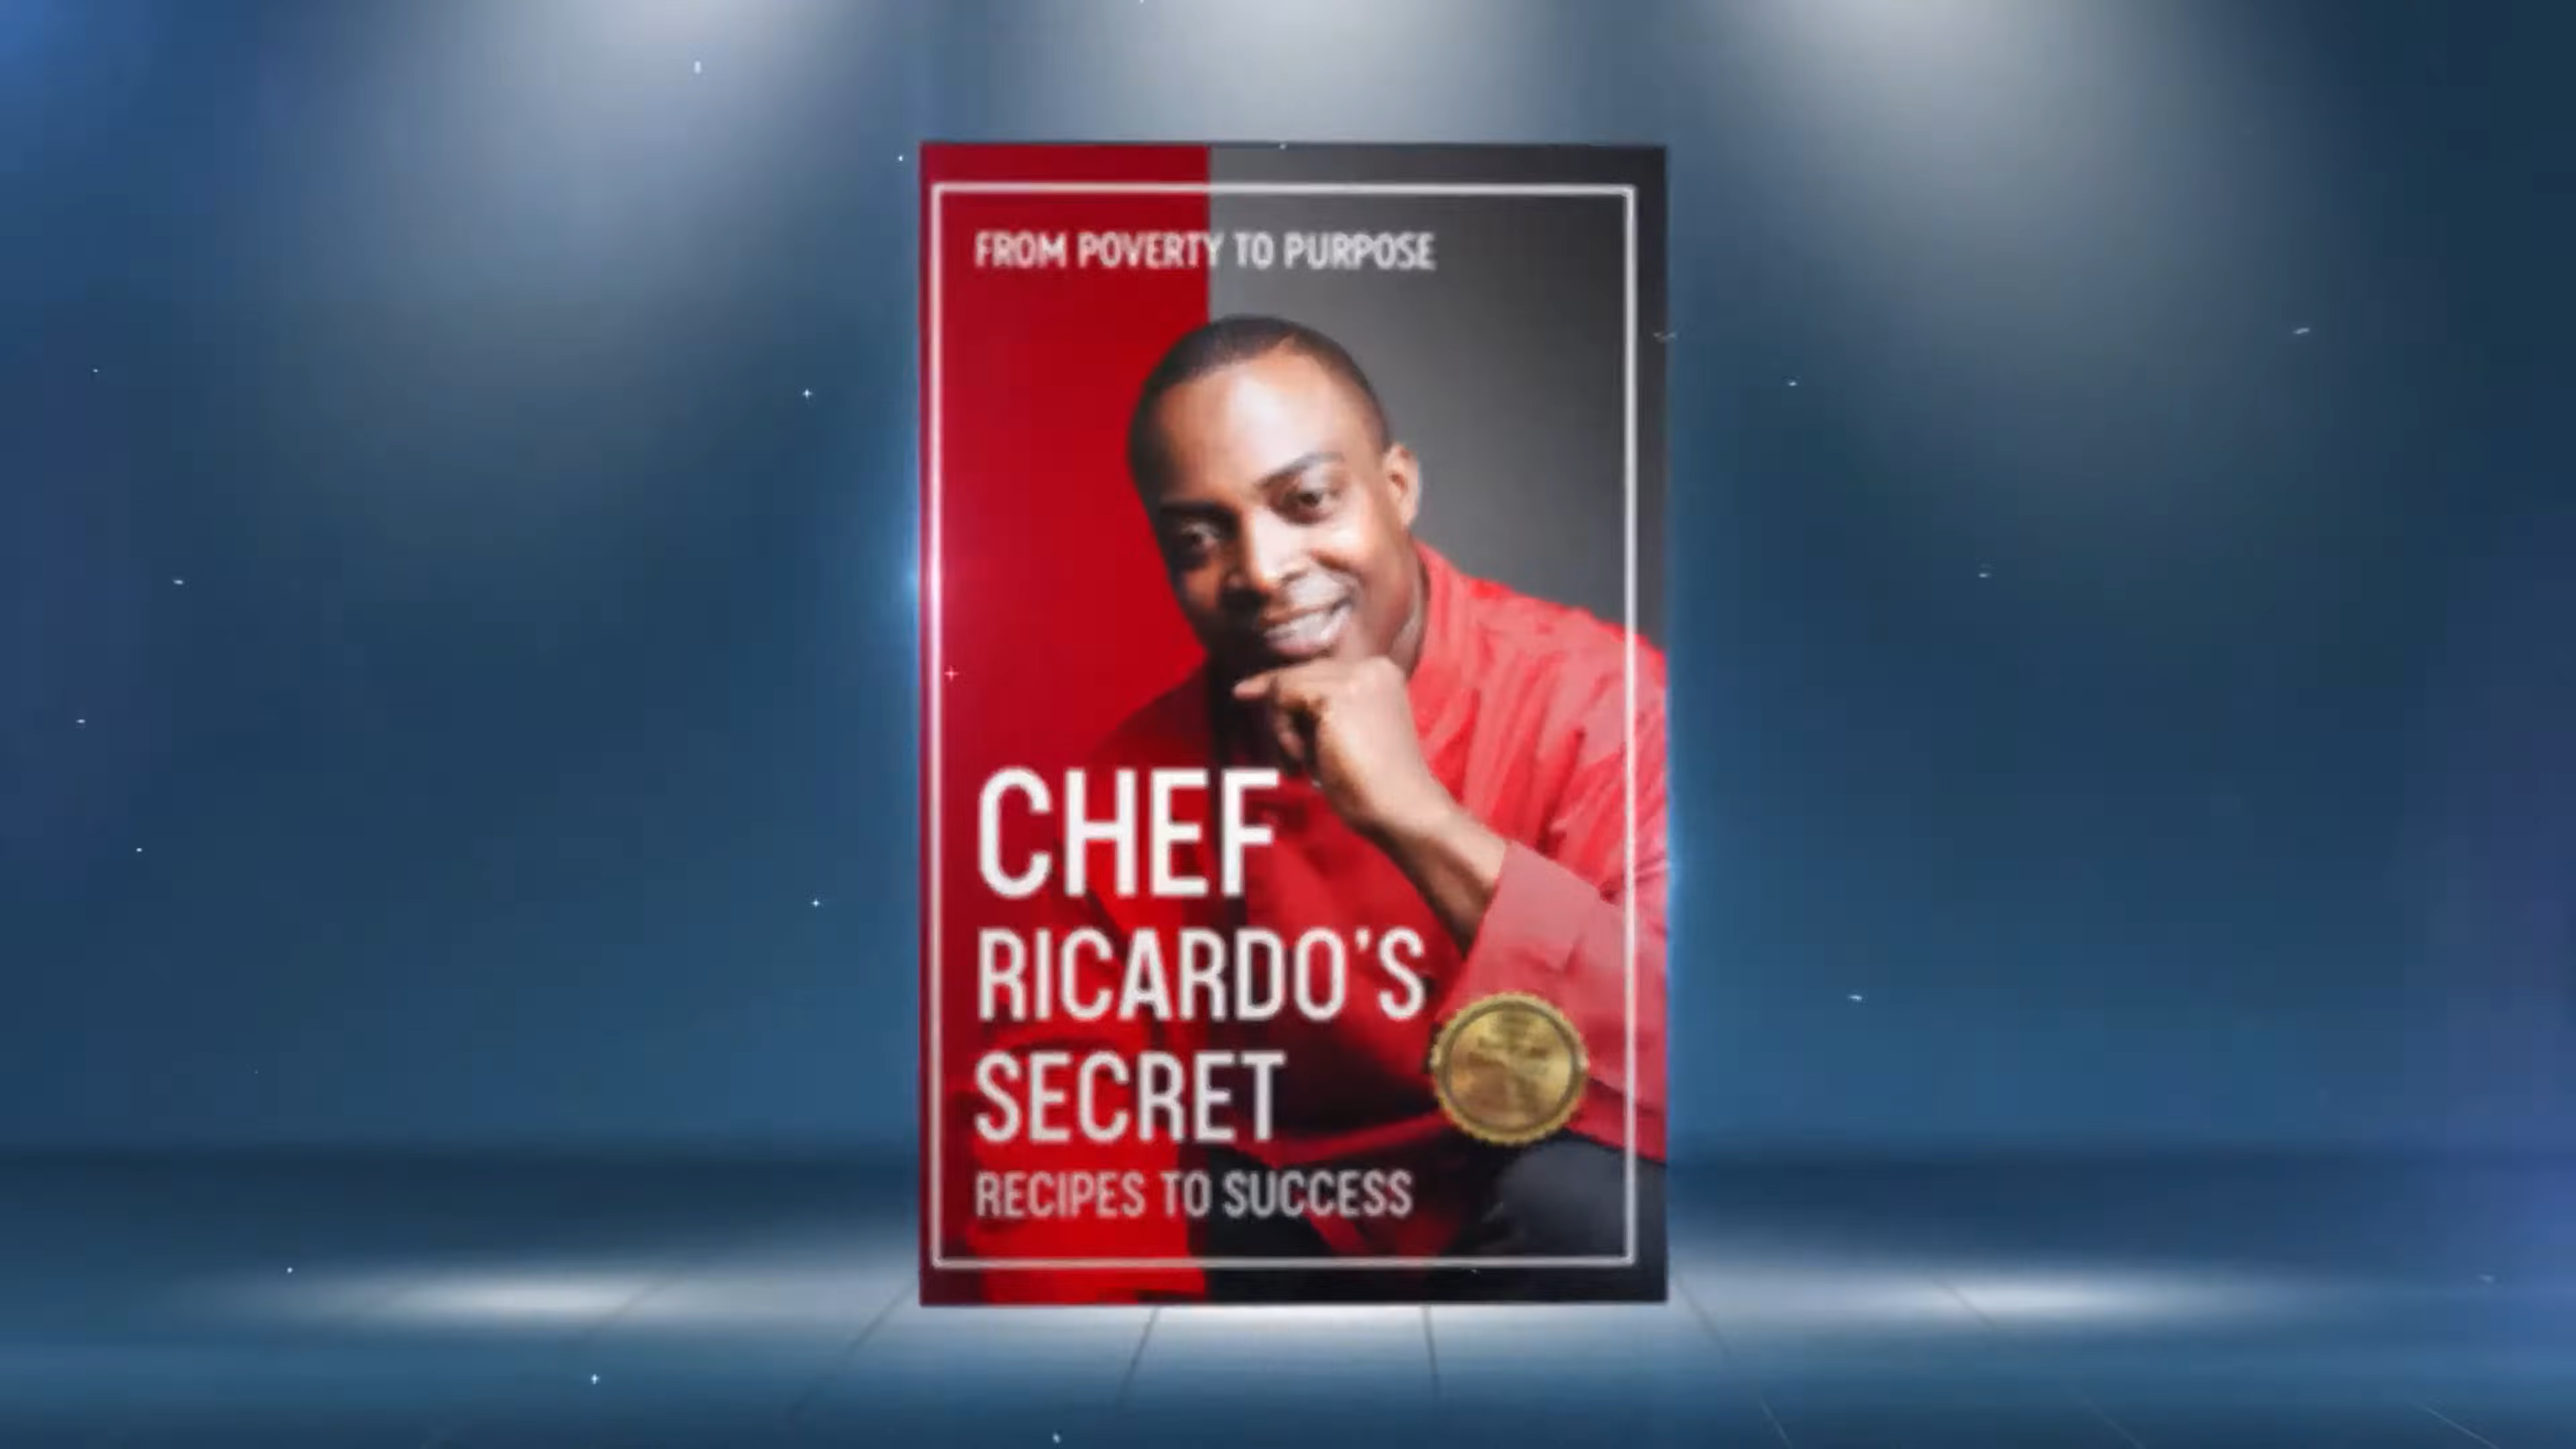 FROM POVERTY TO PURPOSE
CHEF
RICARDO'S
SECRET
RECIPES TO SUCCESS